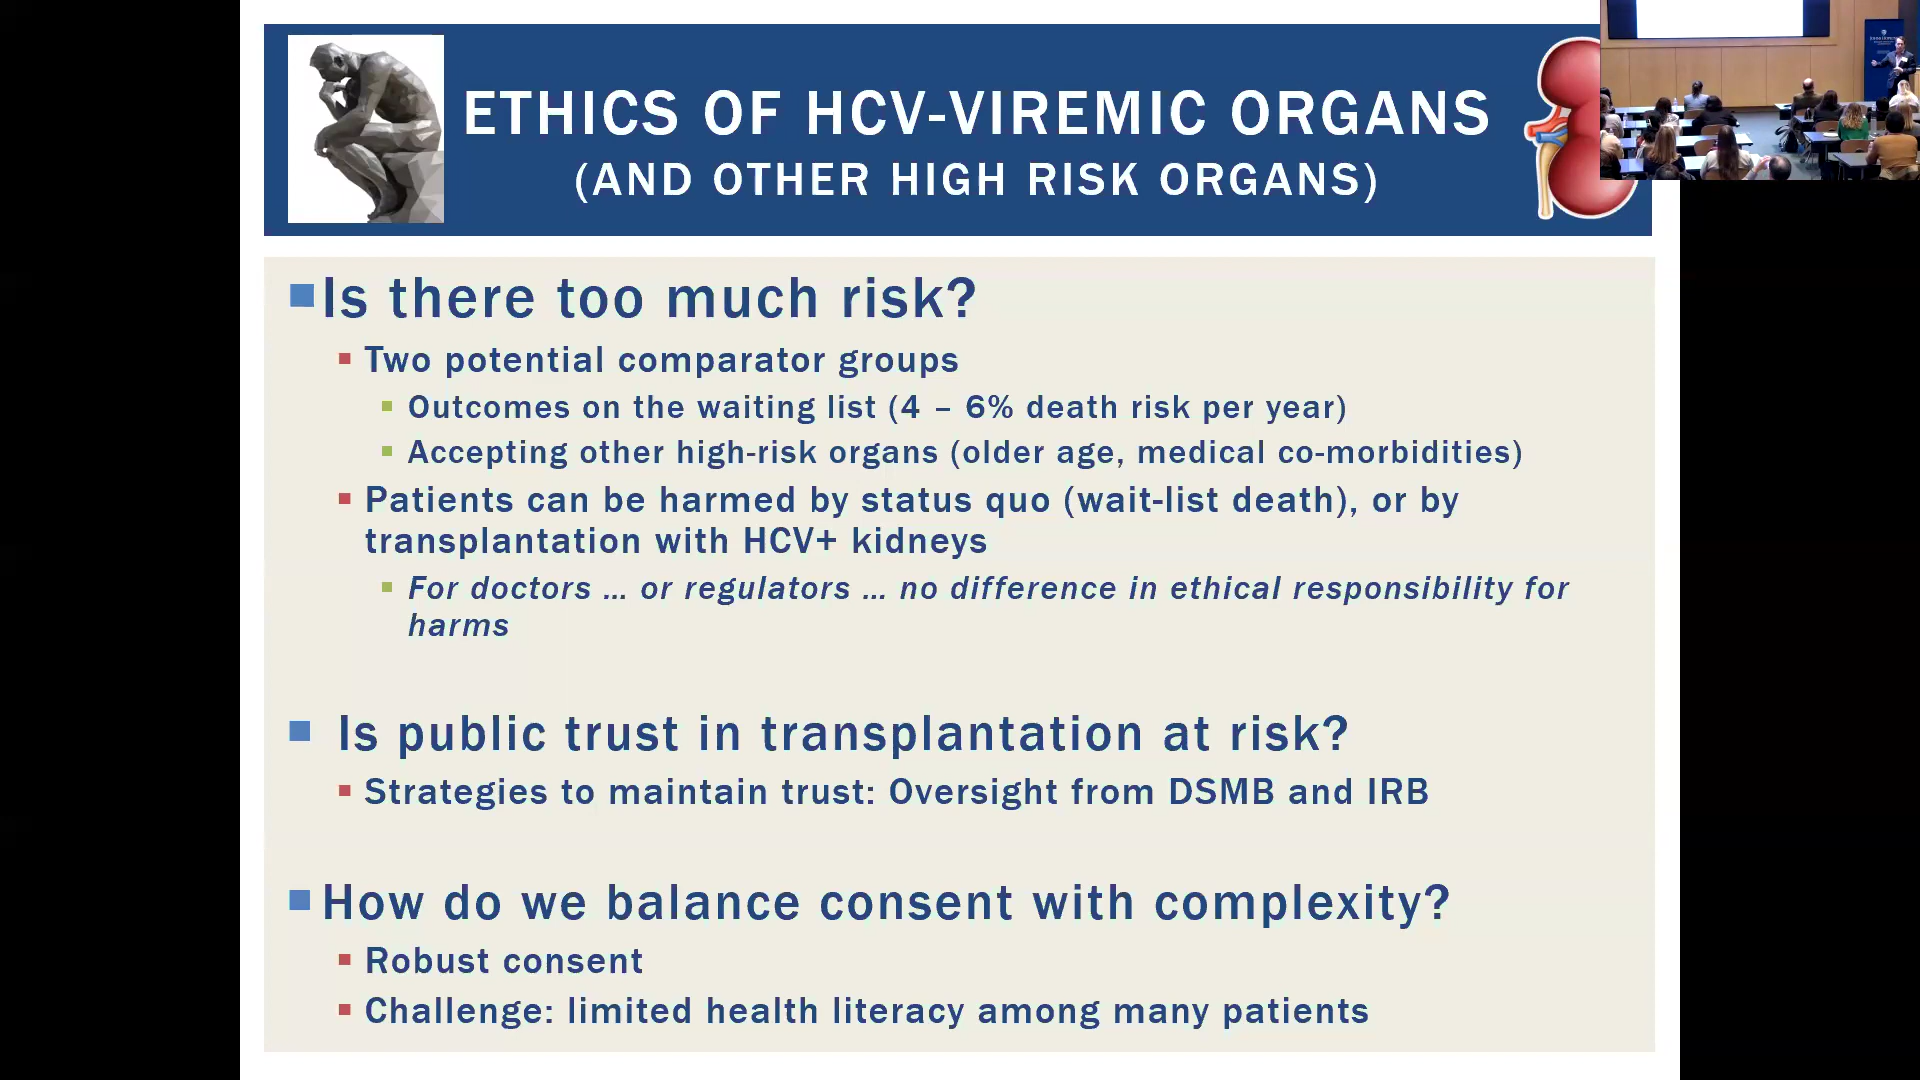 ETHICS OF HCV-VIREMIC ORGANS
(AND OTHER HIGH RISK ORGANS)
Is there too much risk?
Two potential comparator groups
Outcomes on the waiting list (4 – 6% death risk per year)
Accepting other high-risk organs (older age, medical co-morbidities)
Patients can be harmed by status quo (wait-list death), or by
transplantation with HCV+ kidneys
For doctors … or regulators … no difference in ethical responsibility for
harms
Is public trust in transplantation at risk?
Strategies to maintain trust: Oversight from DSMB and IRB
How do we balance consent with complexity?
Robust consent
Challenge: limited health literacy among many patients